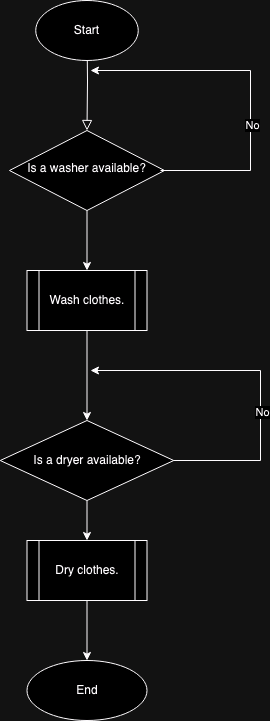 Start
No
Is a washer available?
Wash clothes.
No
Is a dryer available?
Dry clothes.
End